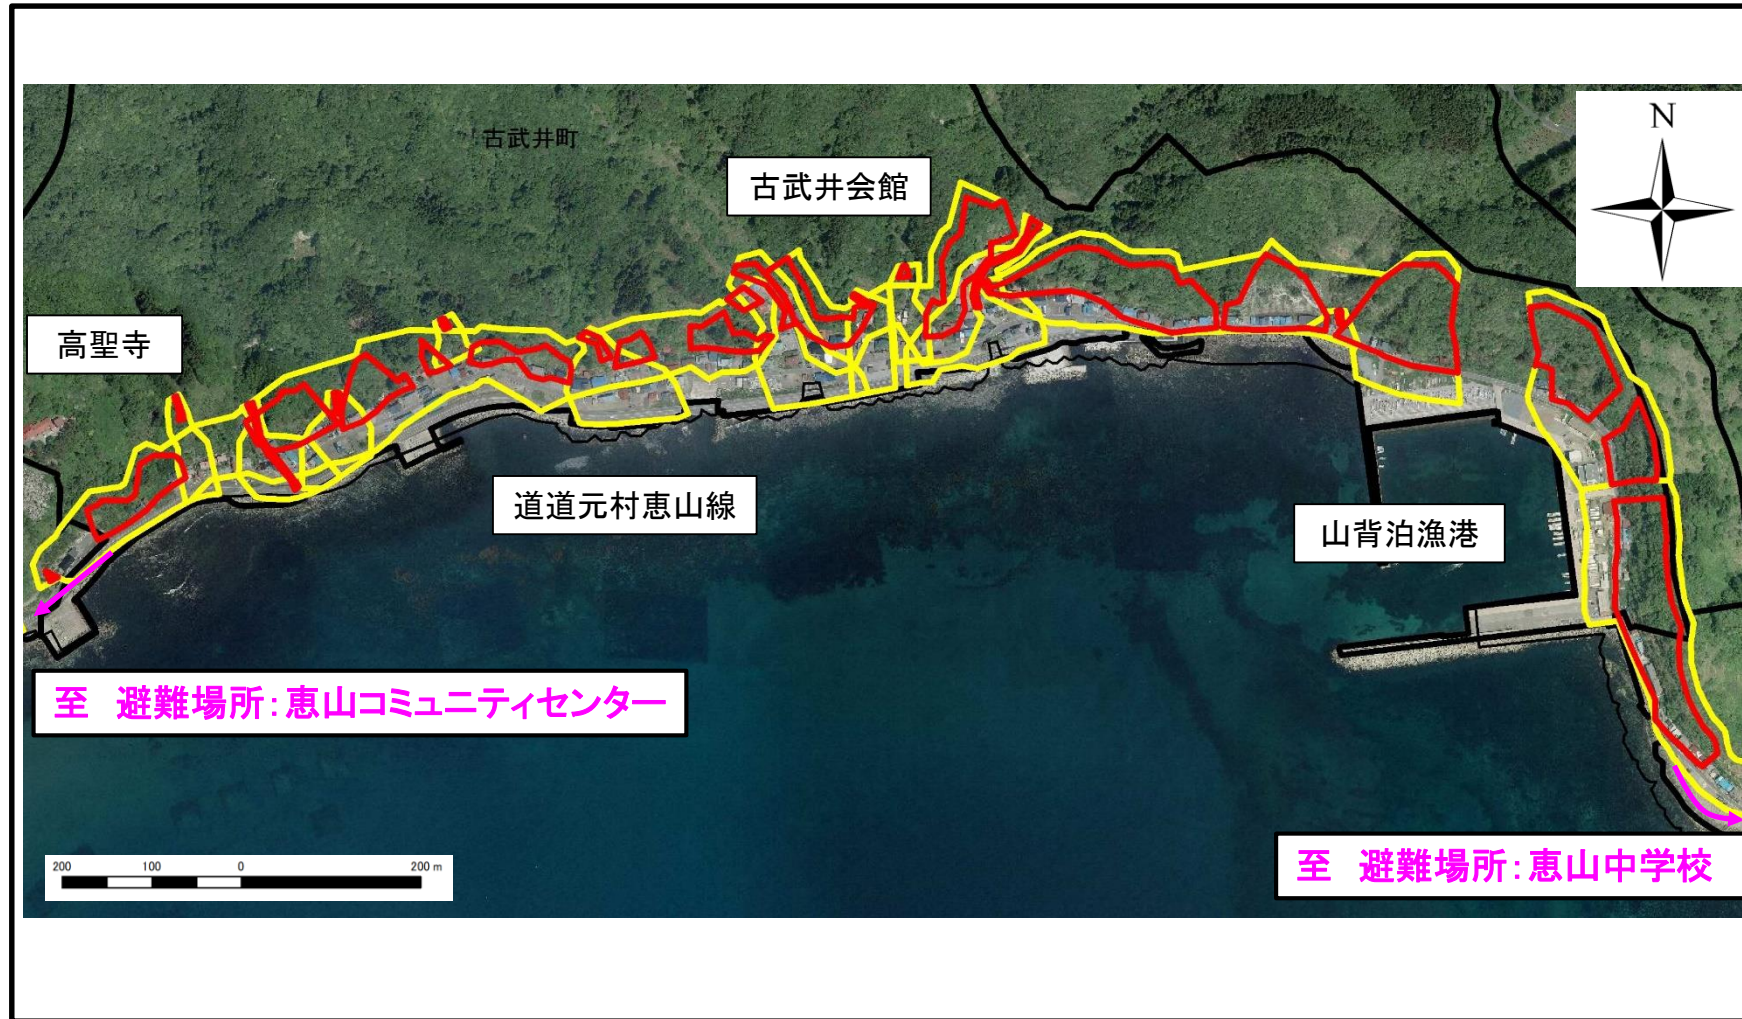 古武井町
N
古武井会館
高聖寺
道道元村恵山線
山背泊漁港
至　避難場所：恵山コミュニティセンター
至　避難場所：恵山中学校
200 100 0 200 m